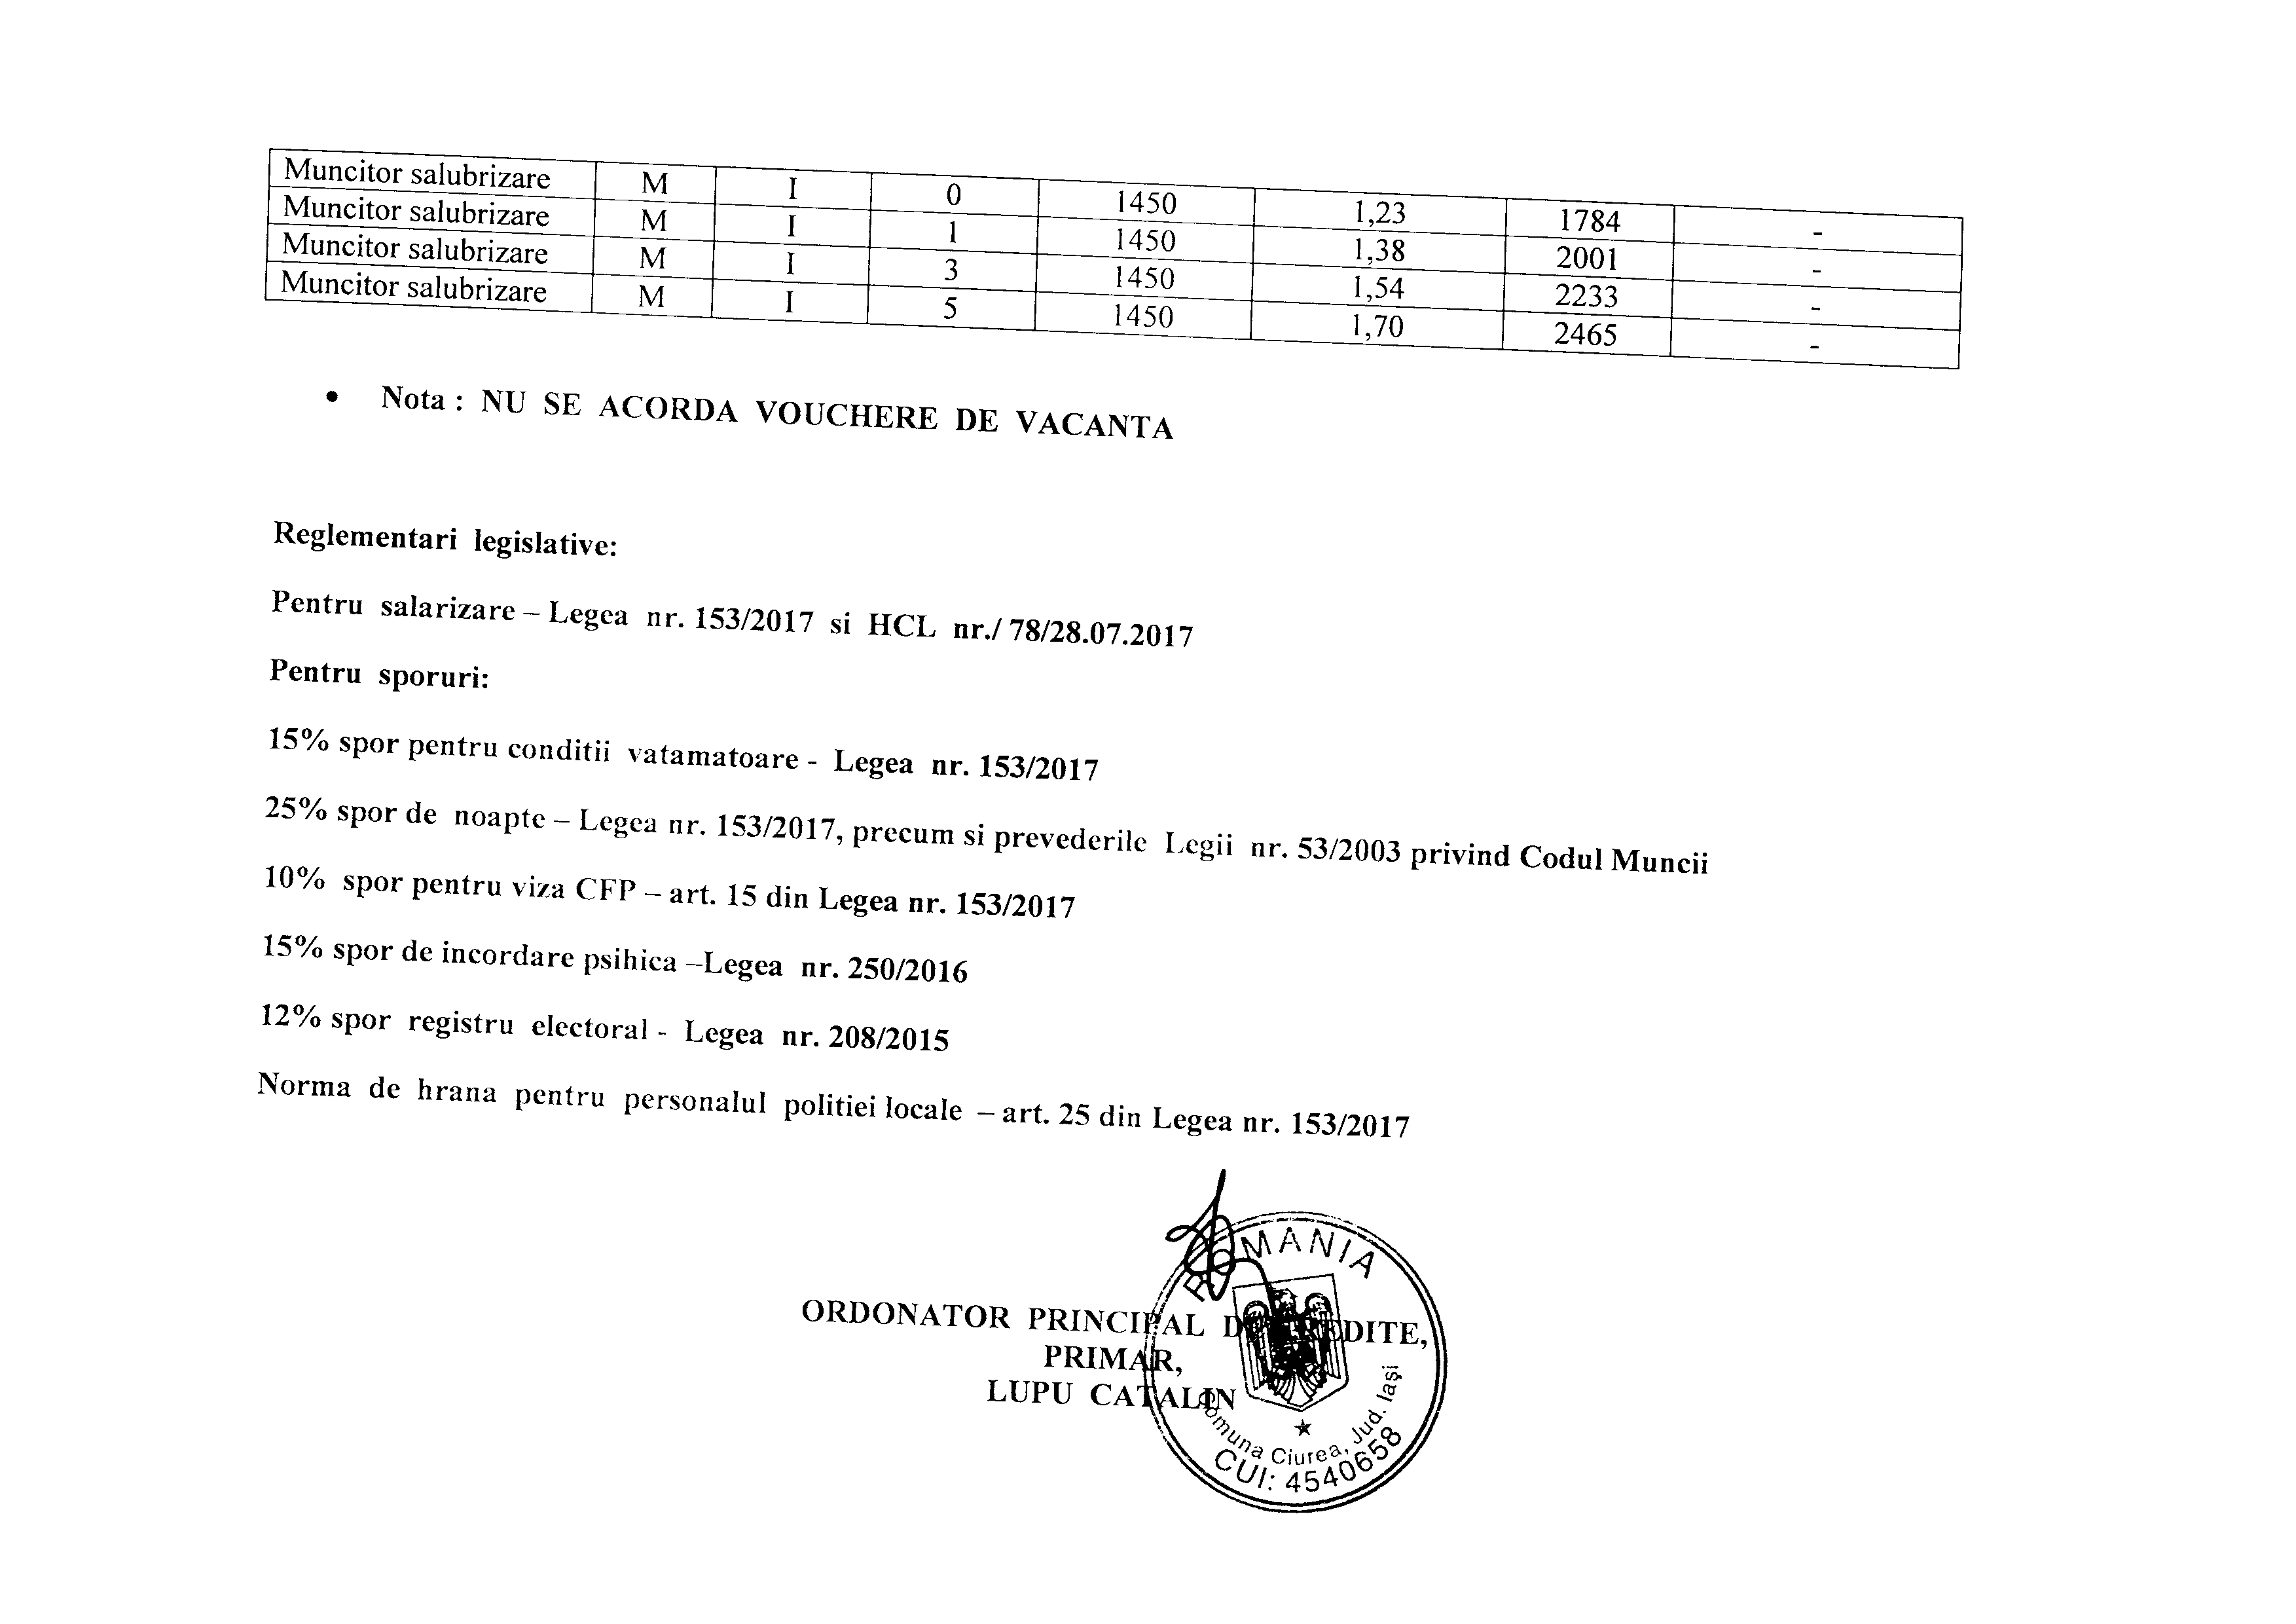 Muncitor salubrizare M I 0 1450 1,23 1784 -
Muncitor salubrizare M I 1 1450 1,38 2001 -
Muncitor salubrizare M I 3 1450 1,54 2233 -
Muncitor salubrizare M I 5 1450 1,70 2465 -
• Nota : NU SE ACORDA VOUCHERE DE VACANTA
Reglementari legislative:
Pentru salarizare – Legea nr. 153/2017 si HCL nr./ 78/28.07.2017
Pentru sporuri:
15% spor pentru conditii vatamatoare - Legea nr. 153/2017
25% spor de noapte – Legea nr. 153/2017, precum si prevederile Legii nr. 53/2003 privind Codul Muncii
10% spor pentru viza CFP – art. 15 din Legea nr. 153/2017
15% spor de incordare psihica –Legea nr. 250/2016
12% spor registru electoral - Legea nr. 208/2015
Norma de hrana pentru personalul politiei locale – art. 25 din Legea nr. 153/2017
ORDONATOR PRINCIPAL DE CREDITE,
PRIMAR,
LUPU CATALIN
ROMANIA
Comuna Ciurea, Jud. Iaşi
CUI: 4540658